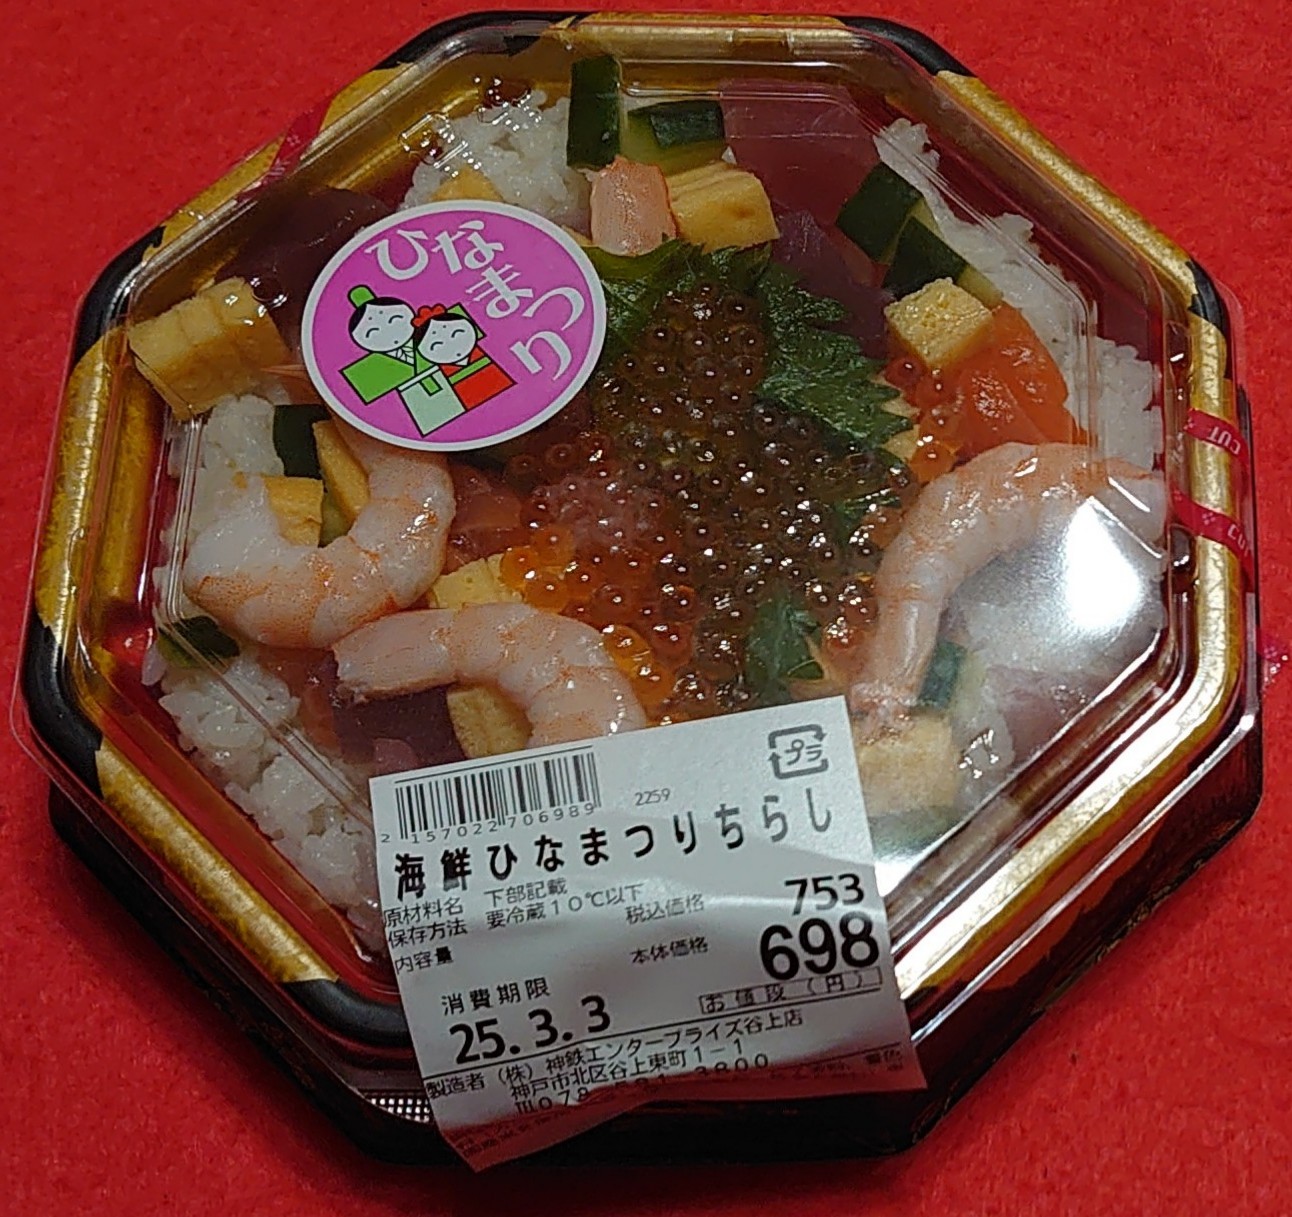 ひなまつり
CUT
CUT
プラ
2 157022 706989
2259
海鮮ひなまつりちらし
原材料名 下部記載
保存方法 要冷蔵10℃以下
税込価格 753
内容量
本体価格 698
消費期限
お値段(円)
25.3.3
製造者 (株)神鉄エンタープライズ谷上店
神戸市北区谷上東町1-1